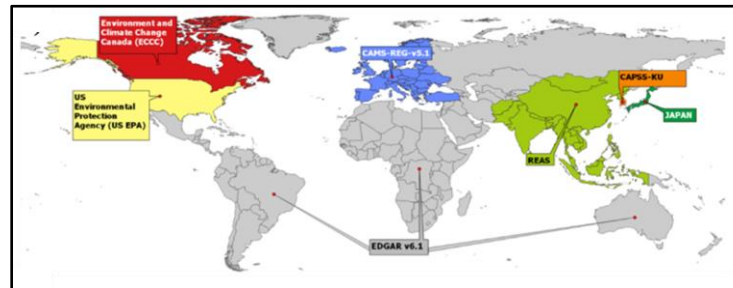 Environment and
Climate Change
Canada (ECCC)
CAMS-REG-v5.1
CAPSS-KU
US
Environmental
Protection
Agency (US EPA)
JAPAN
REAS
EDGAR v6.1